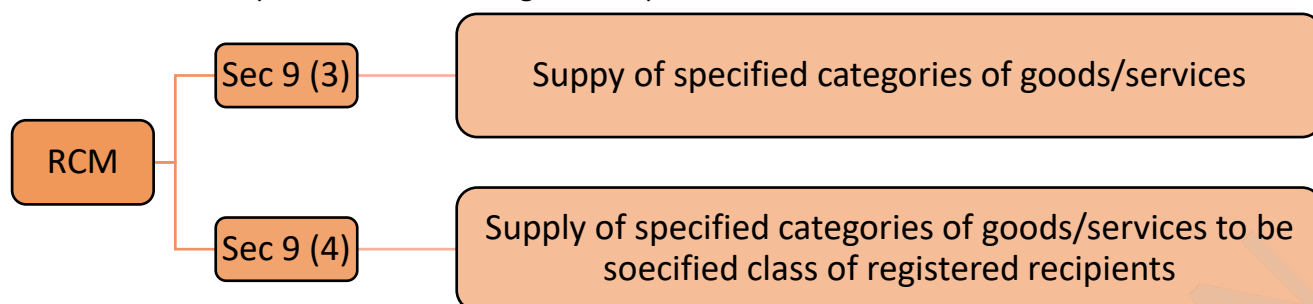 Sec 9 (3)
Suppy of specified categories of goods/services
RCM
Sec 9 (4)
Supply of specified categories of goods/services to be
soecified class of registered recipients